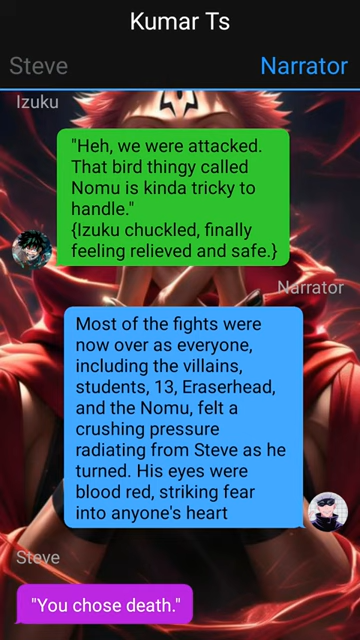 Kumar Ts
Steve
Narrator
Izuku
"Heh, we were attacked.
That bird thingy called
Nomu is kinda tricky to
handle."
{Izuku chuckled, finally
feeling relieved and safe.}
Narrator
Most of the fights were
now over as everyone,
including the villains,
students, 13, Eraserhead,
and the Nomu, felt a
crushing pressure
radiating from Steve as he
turned. His eyes were
blood red, striking fear
into anyone's heart
Steve
"You chose death."